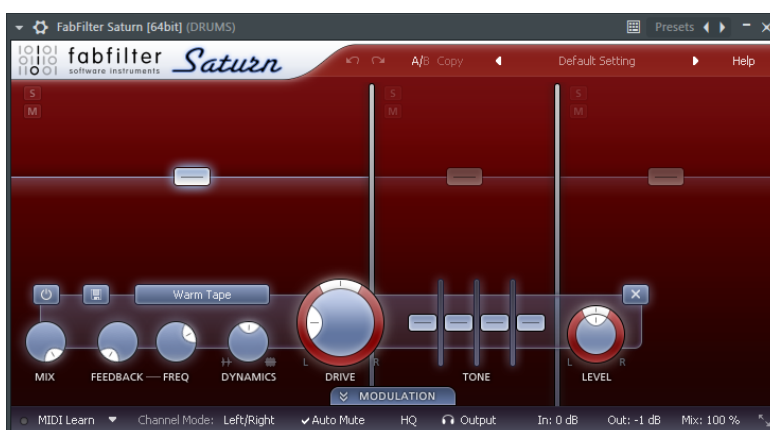 FabFilter Saturn [64bit] (DRUMS) Presets
fabfilter Saturn A/B Copy Default Setting Help
software instruments
S S S
M M M
Warm Tape
L R L R
MIX FEEDBACK FREQ DYNAMICS DRIVE TONE LEVEL
MODULATION
MIDI Learn Channel Mode: Left/Right Auto Mute HQ Output In: 0 dB Out: -1 dB Mix: 100 %